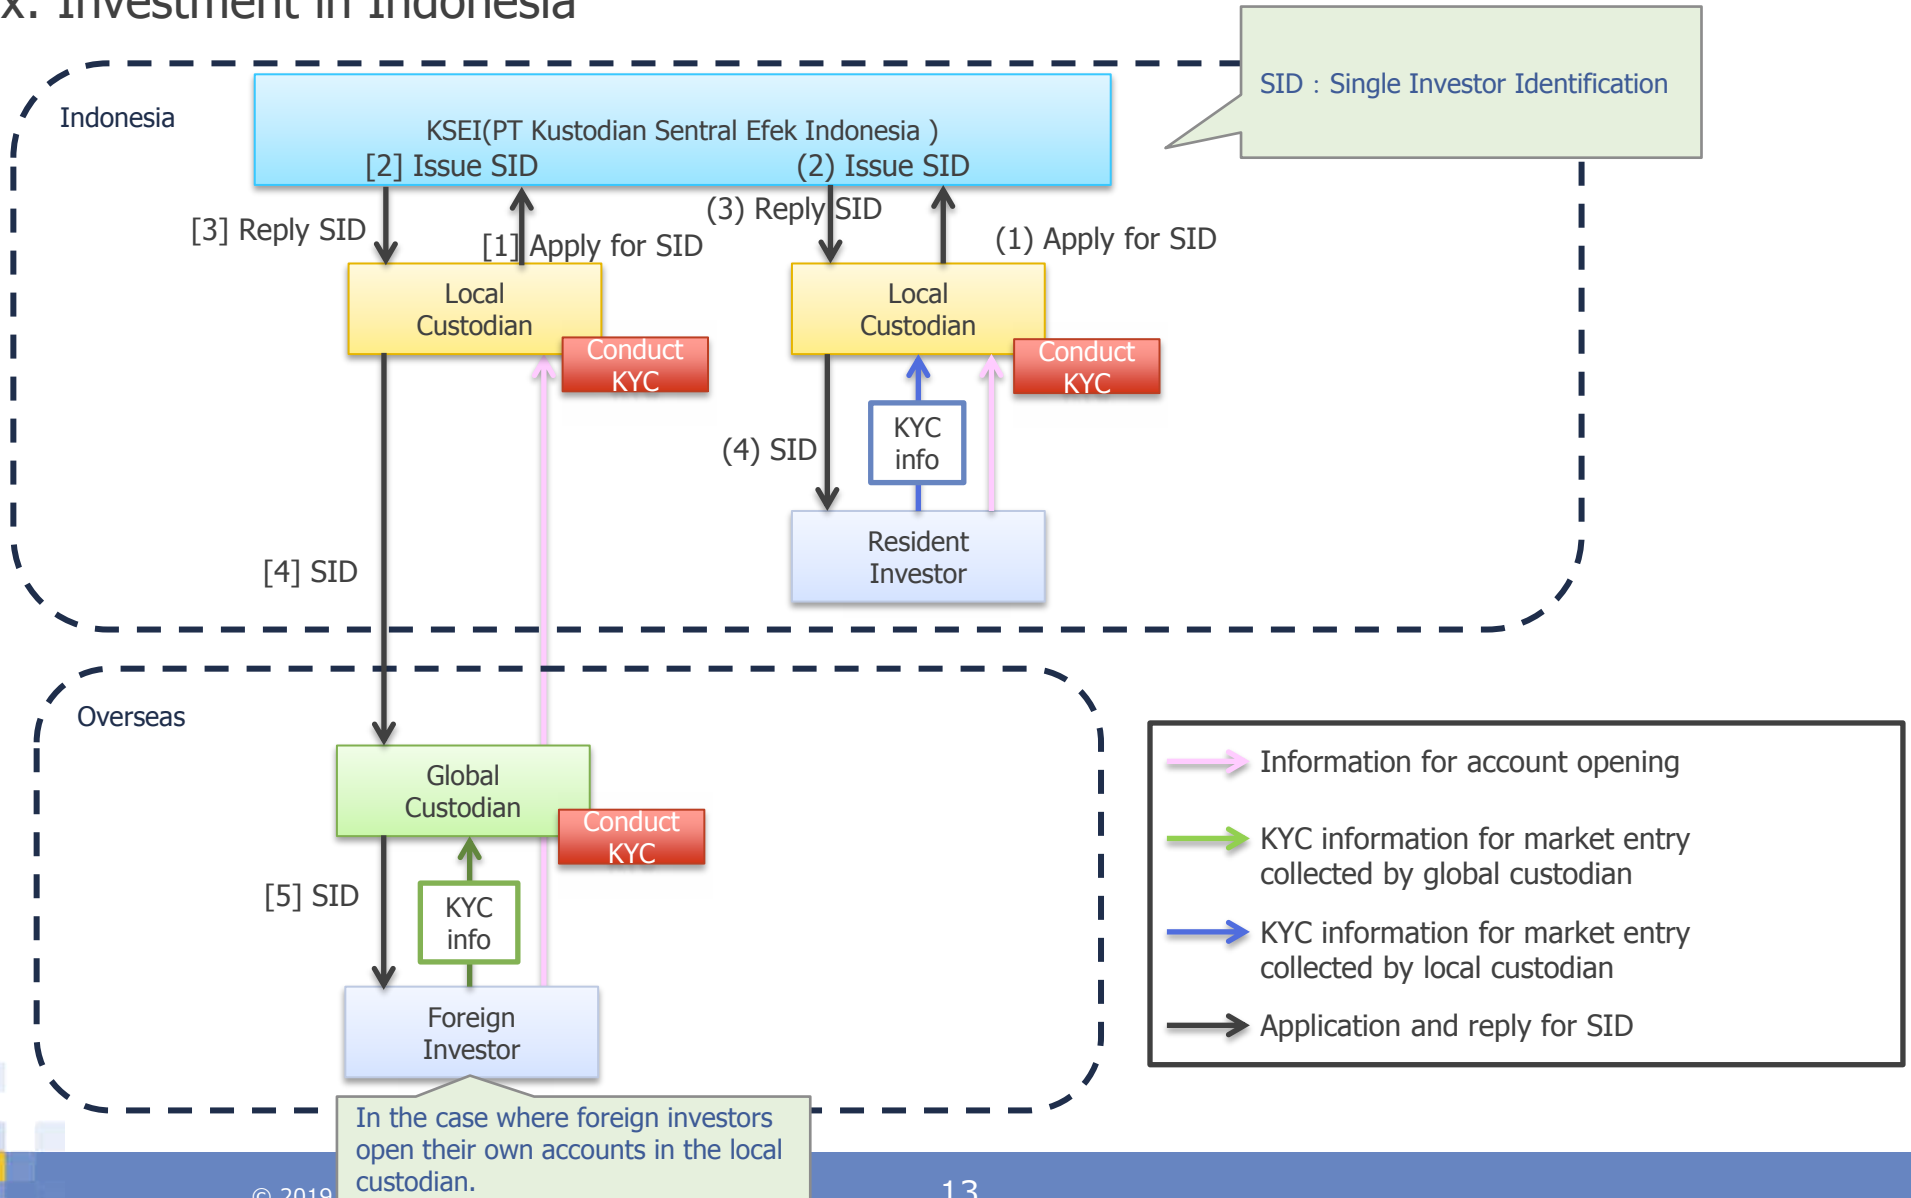 x. Investment in Indonesia
SID : Single Investor Identification
Indonesia
KSEI(PT Kustodian Sentral Efek Indonesia )
[2] Issue SID
(2) Issue SID
[3] Reply SID
[1] Apply for SID
(3) Reply SID
(1) Apply for SID
Local
Custodian
Conduct
KYC
Local
Custodian
Conduct
KYC
KYC
info
(4) SID
Resident
Investor
[4] SID
Overseas
Global
Custodian
Conduct
KYC
[5] SID
KYC
info
Foreign
Investor
In the case where foreign investors
open their own accounts in the local
custodian.
Information for account opening
KYC information for market entry
collected by global custodian
KYC information for market entry
collected by local custodian
Application and reply for SID
© 2019
13